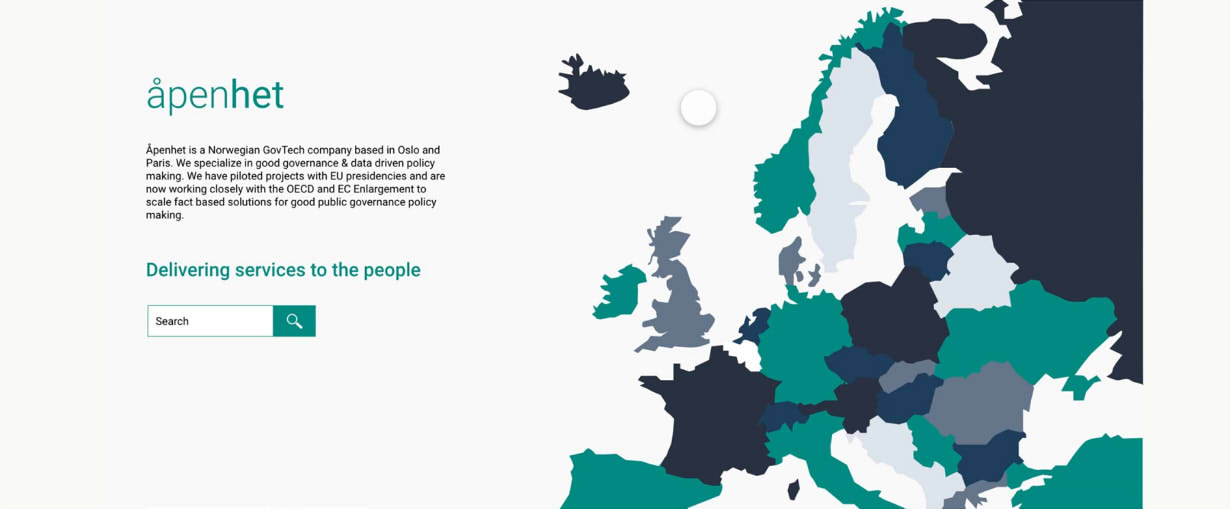 åpenhet
Åpenhet is a Norwegian GovTech company based in Oslo and
Paris. We specialize in good governance & data driven policy
making. We have piloted projects with EU presidencies and are
now working closely with the OECD and EC Enlargement to
scale fact based solutions for good public governance policy
making.
Delivering services to the people
Search